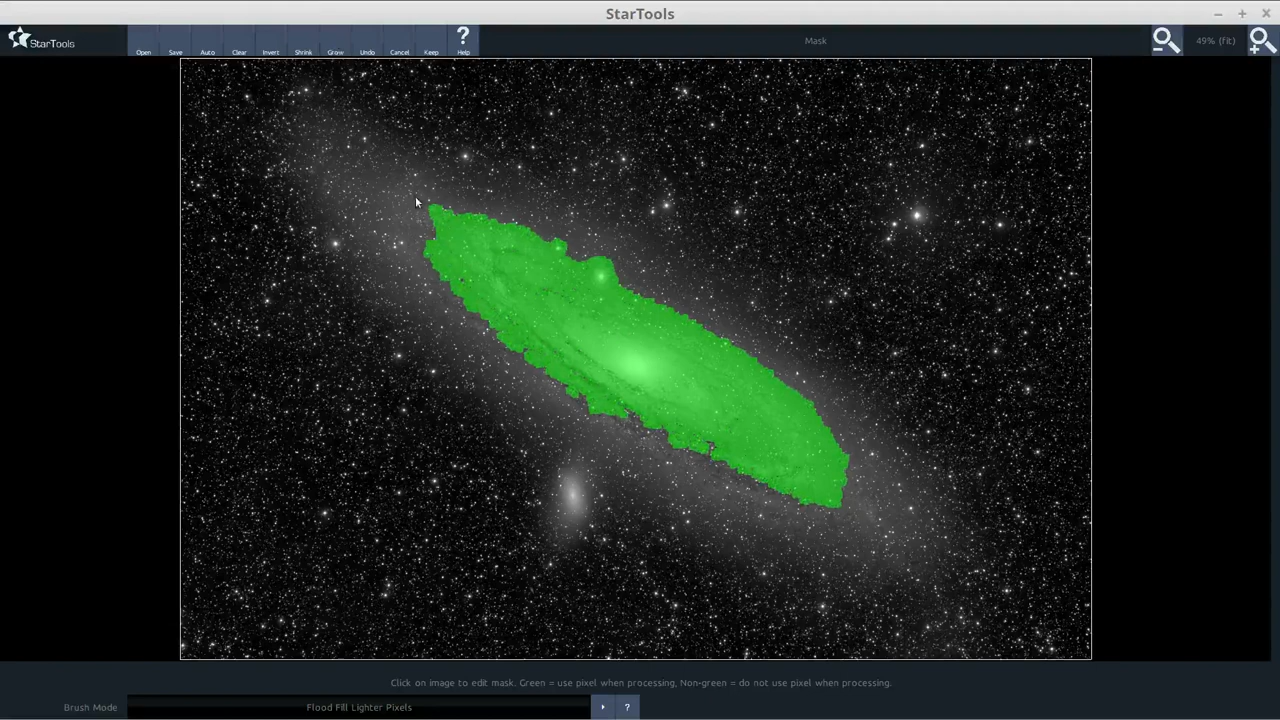 StarTools
StarTools
Open Save Auto Clear Invert Shrink Grow Undo Cancel Keep ? Help
Mask
49% (fit)
Click on image to edit mask. Green = use pixel when processing, Non-green = do not use pixel when processing.
Brush Mode Flood Fill Lighter Pixels ?